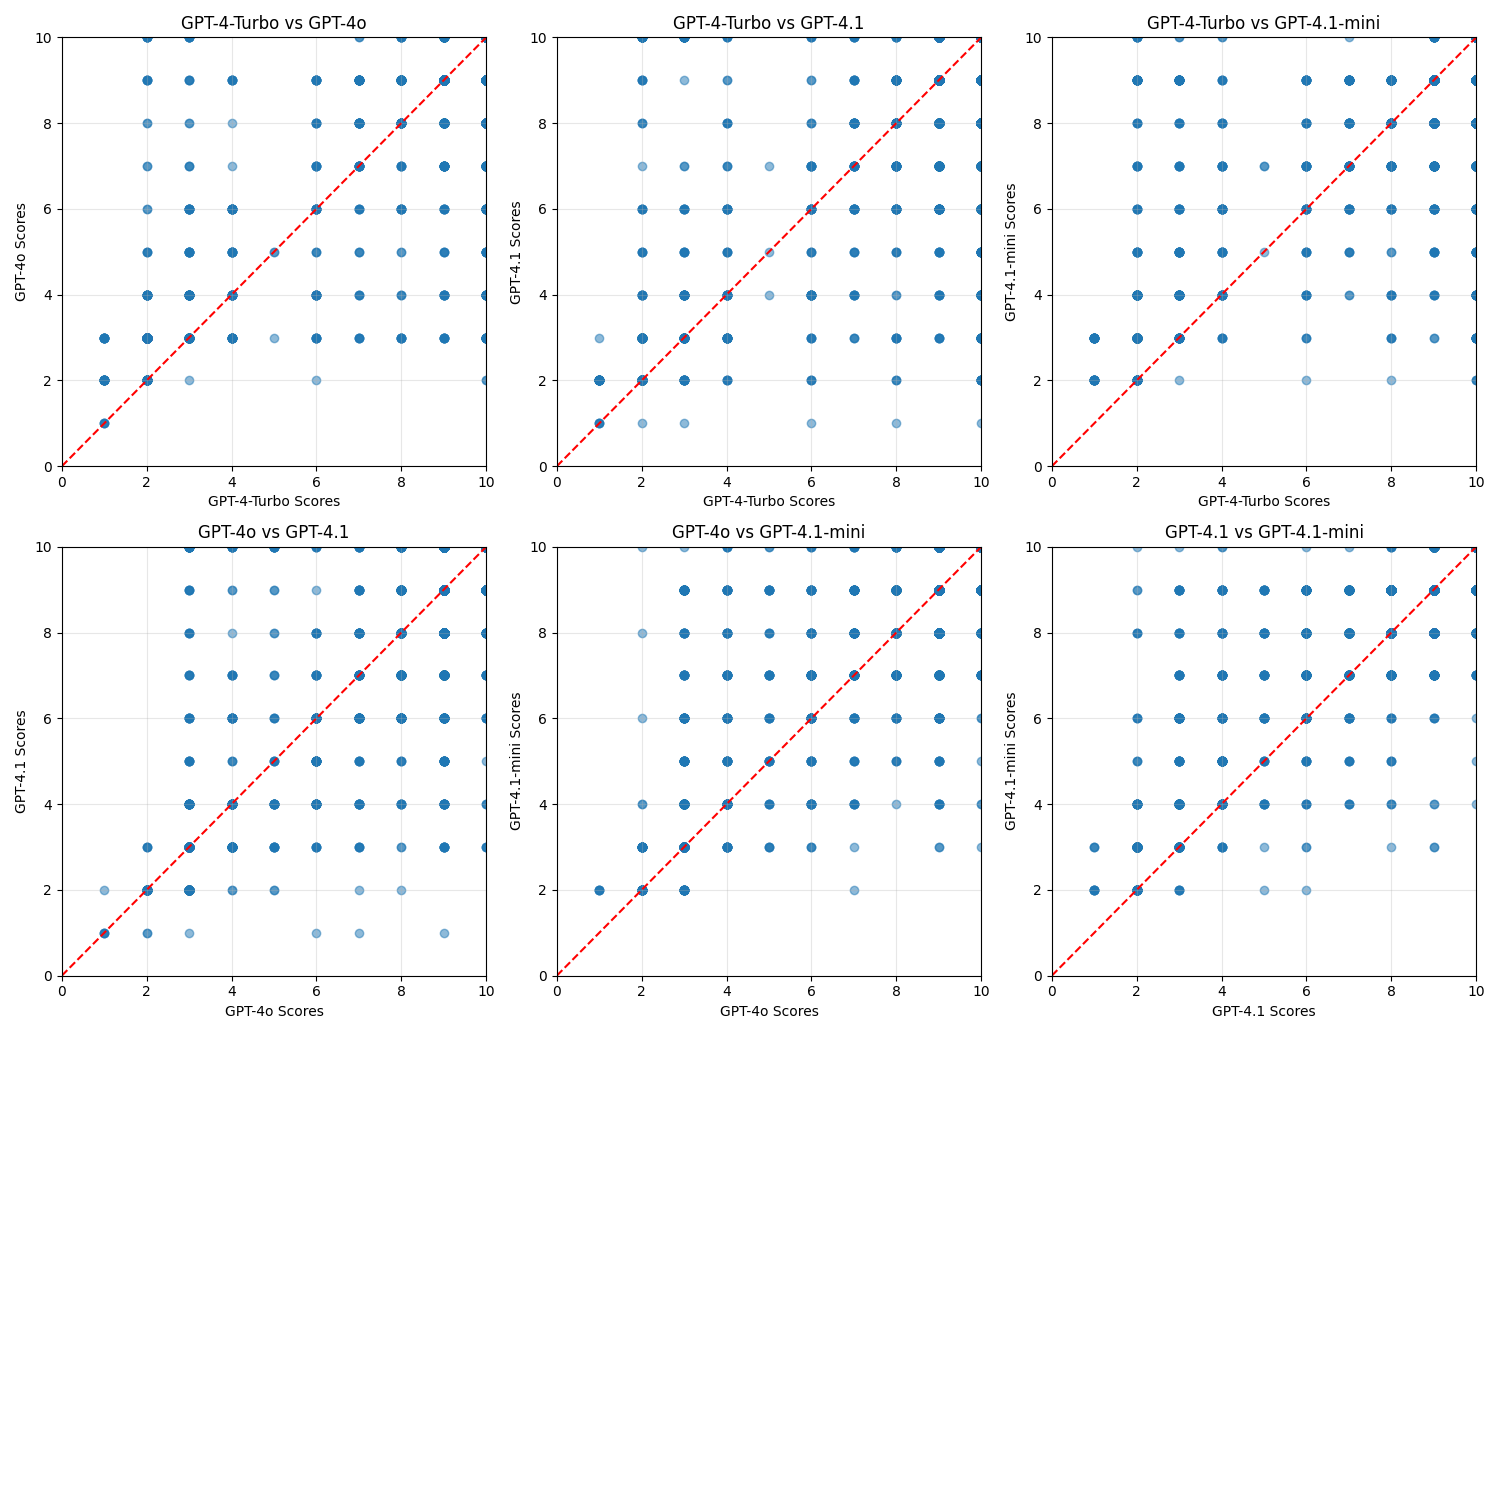 GPT-4-Turbo vs GPT-4o
10
8
6
4
2
0
GPT-4o Scores
0 2 4 6 8 10
GPT-4-Turbo Scores
GPT-4-Turbo vs GPT-4.1
10
8
6
4
2
0
GPT-4.1 Scores
0 2 4 6 8 10
GPT-4-Turbo Scores
GPT-4-Turbo vs GPT-4.1-mini
10
8
6
4
2
0
GPT-4.1-mini Scores
0 2 4 6 8 10
GPT-4-Turbo Scores
GPT-4o vs GPT-4.1
10
8
6
4
2
0
GPT-4.1 Scores
0 2 4 6 8 10
GPT-4o Scores
GPT-4o vs GPT-4.1-mini
10
8
6
4
2
0
GPT-4.1-mini Scores
0 2 4 6 8 10
GPT-4o Scores
GPT-4.1 vs GPT-4.1-mini
10
8
6
4
2
0
GPT-4.1-mini Scores
0 2 4 6 8 10
GPT-4.1 Scores